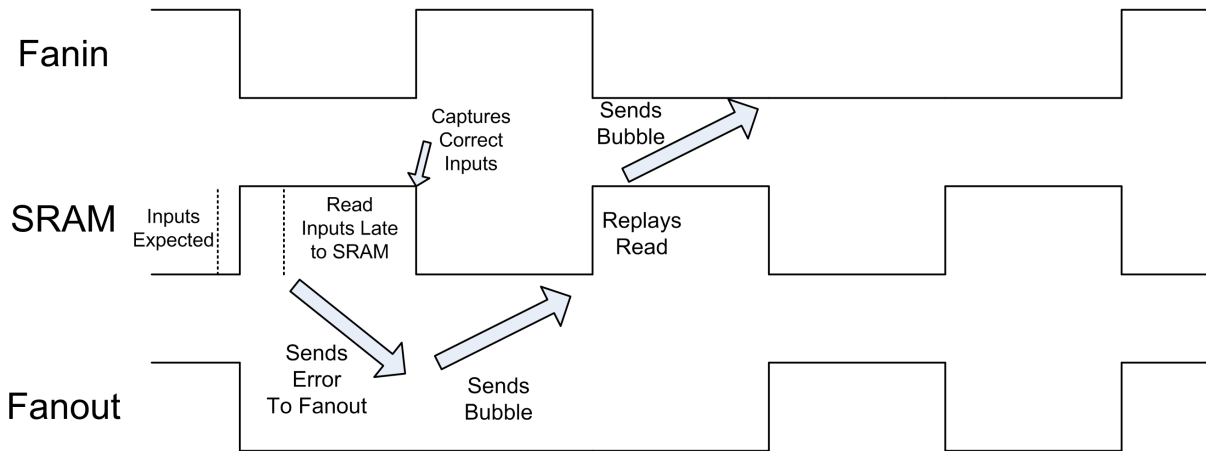 Fanin
Captures
Correct
Inputs
Sends
Bubble
SRAM
Inputs
Expected
Read
Inputs Late
to SRAM
Replays
Read
Sends
Error
To Fanout
Sends
Bubble
Fanout